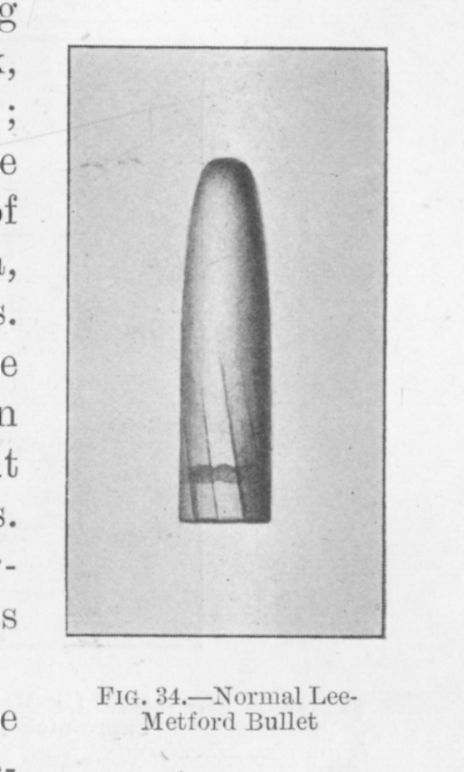 g
,
;
e
of
,
s.
e
n
t
s.
-
s
Fig. 34.—Normal Lee-
Metford Bullet
e
-